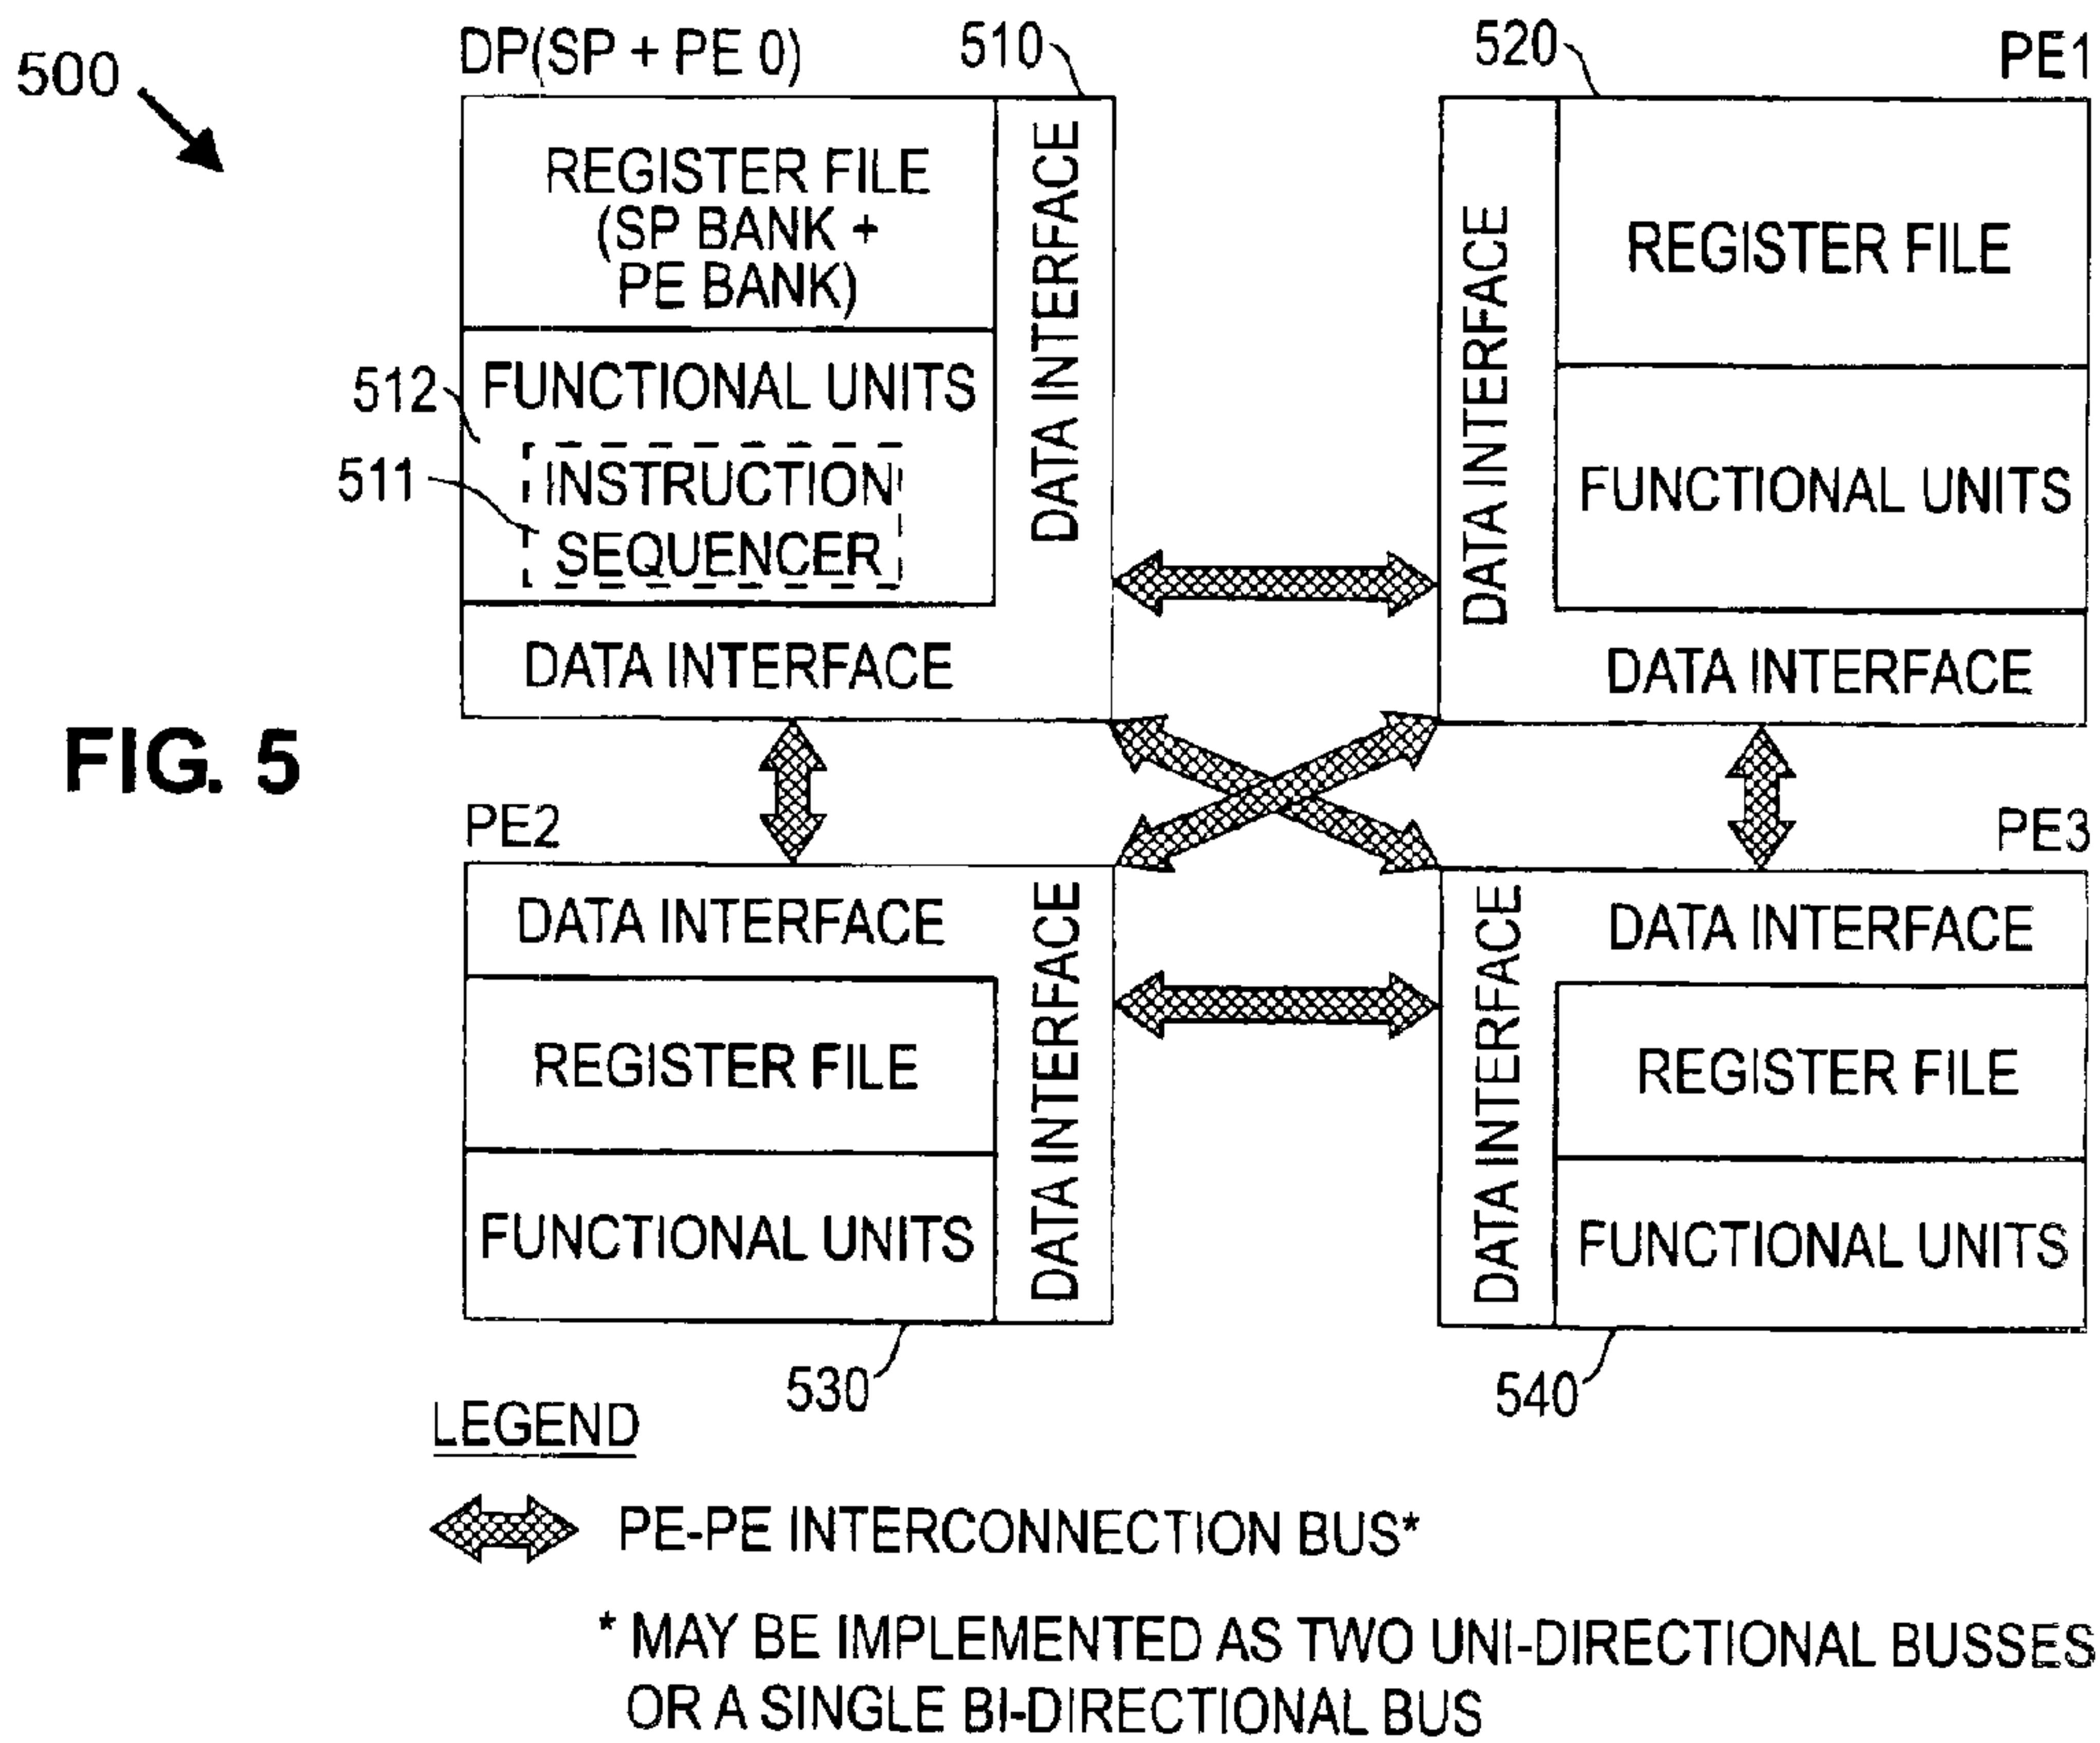 500
DP(SP + PE 0)
510
520
PE1
REGISTER FILE
(SP BANK +
PE BANK)
DATA INTERFACE
512
FUNCTIONAL UNITS
511
INSTRUCTION
SEQUENCER
DATA INTERFACE
DATA INTERFACE
REGISTER FILE
FUNCTIONAL UNITS
DATA INTERFACE
FIG. 5
PE2
PE3
DATA INTERFACE
REGISTER FILE
FUNCTIONAL UNITS
DATA INTERFACE
530
DATA INTERFACE
DATA INTERFACE
REGISTER FILE
FUNCTIONAL UNITS
540
LEGEND
PE-PE INTERCONNECTION BUS*
* MAY BE IMPLEMENTED AS TWO UNI-DIRECTIONAL BUSSES
OR A SINGLE BI-DIRECTIONAL BUS